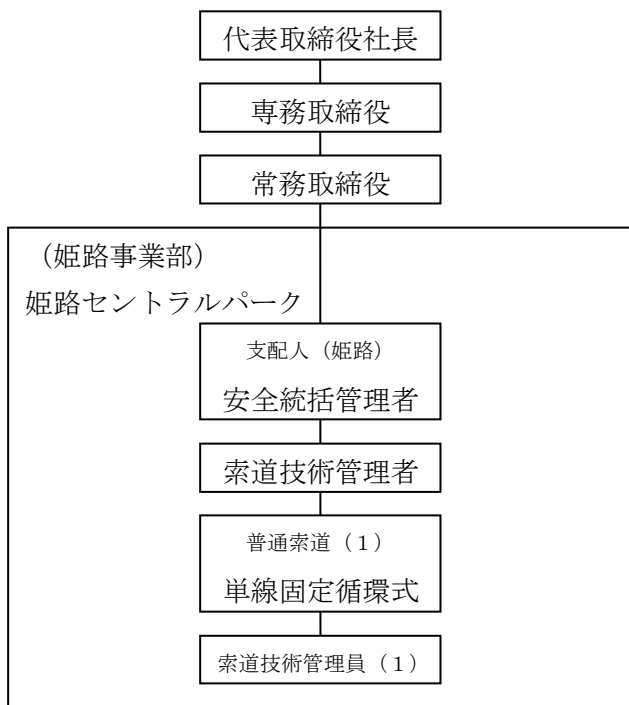 代表取締役社長
専務取締役
常務取締役
（姫路事業部）
姫路セントラルパーク
支配人（姫路）
安全統括管理者
索道技術管理者
普通索道（１）
単線固定循環式
索道技術管理員（１）